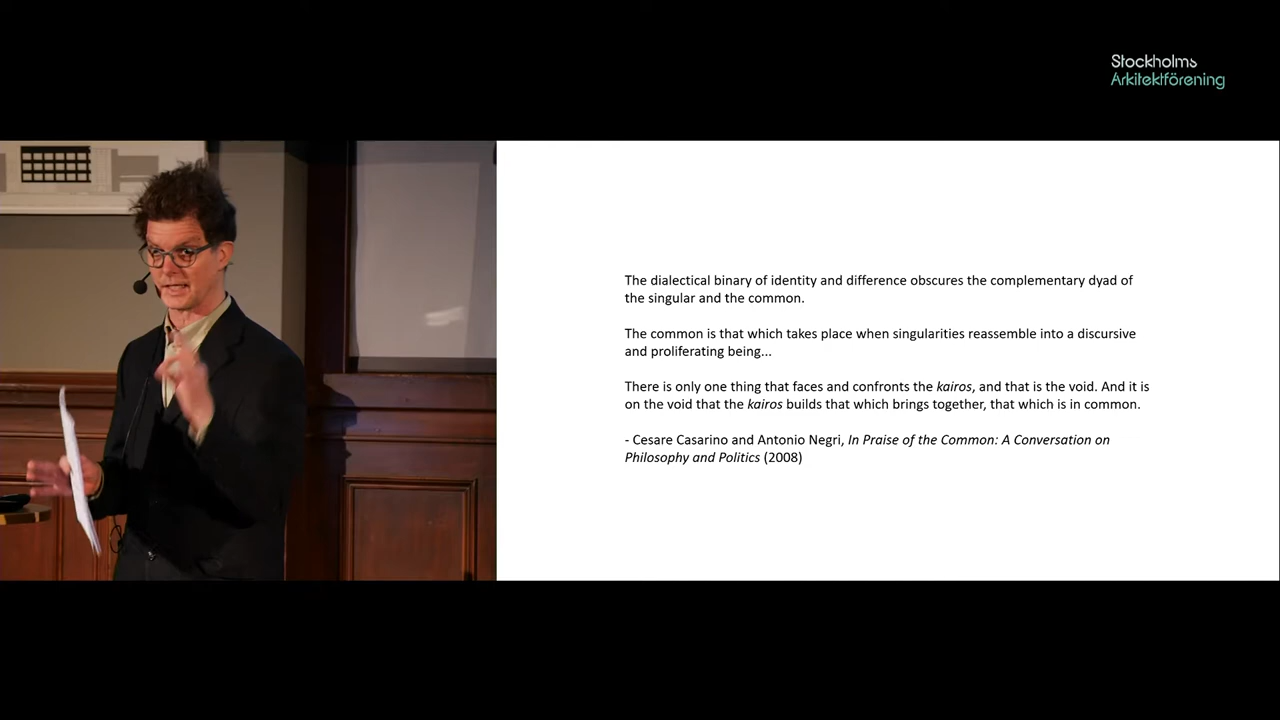 Stockholms
Arkitektförening
The dialectical binary of identity and difference obscures the complementary dyad of
the singular and the common.
The common is that which takes place when singularities reassemble into a discursive
and proliferating being...
There is only one thing that faces and confronts the kairos, and that is the void. And it is
on the void that the kairos builds that which brings together, that which is in common.
- Cesare Casarino and Antonio Negri, In Praise of the Common: A Conversation on
Philosophy and Politics (2008)